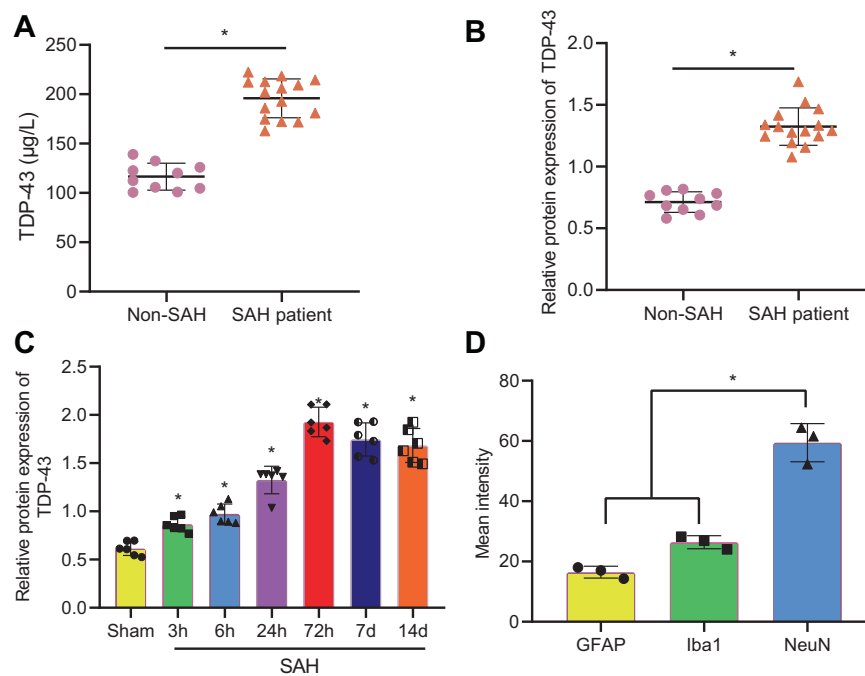 A
TDP-43 (µg/L)
250
200
150
100
50
0
*
Non-SAH
SAH patient
B
Relative protein expression of TDP-43
2.0
1.5
1.0
0.5
0.0
*
Non-SAH
SAH patient
C
Relative protein expression of
TDP-43
2.5
2.0
1.5
1.0
0.5
0.0
*
*
*
*
*
*
Sham
3h
6h
24h
72h
7d
14d
SAH
D
Mean intensity
80
60
40
20
0
*
GFAP
Iba1
NeuN